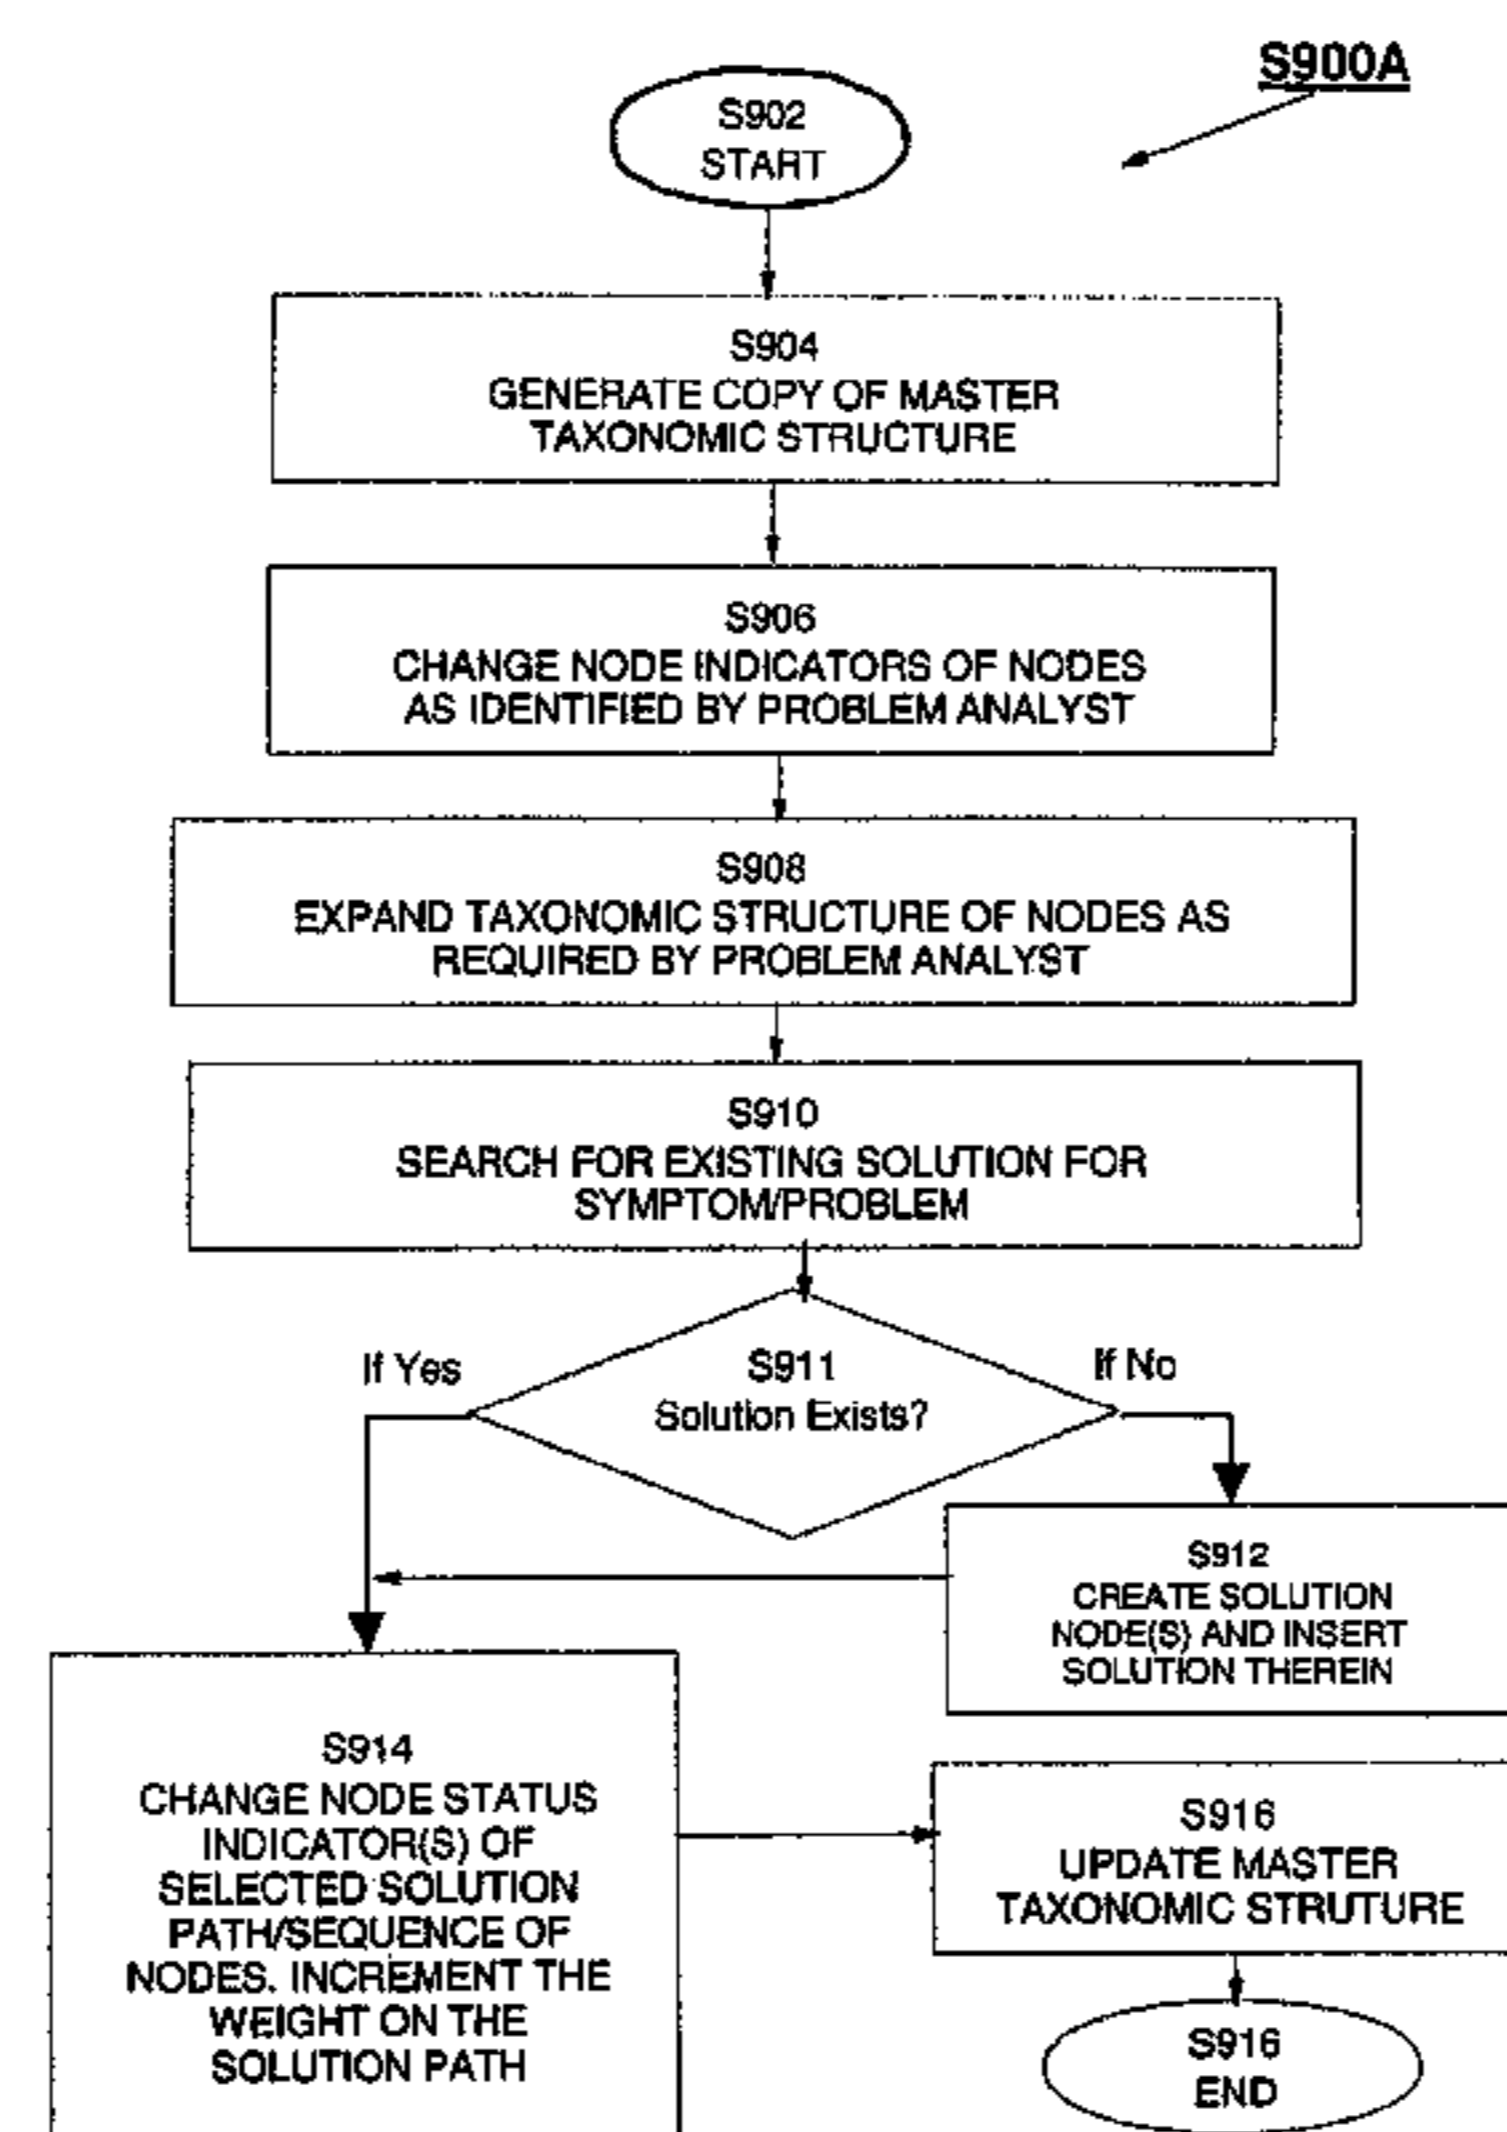 S900A
S902
START
S904
GENERATE COPY OF MASTER
TAXONOMIC STRUCTURE
S906
CHANGE NODE INDICATORS OF NODES
AS IDENTIFIED BY PROBLEM ANALYST
S908
EXPAND TAXONOMIC STRUCTURE OF NODES AS
REQUIRED BY PROBLEM ANALYST
S910
SEARCH FOR EXISTING SOLUTION FOR
SYMPTOM/PROBLEM
If Yes
S911
Solution Exists?
If No
S912
CREATE SOLUTION
NODE(S) AND INSERT
SOLUTION THEREIN
S914
CHANGE NODE STATUS
INDICATOR(S) OF
SELECTED SOLUTION
PATH/SEQUENCE OF
NODES. INCREMENT THE
WEIGHT ON THE
SOLUTION PATH
S916
UPDATE MASTER
TAXONOMIC STRUTURE
S916
END